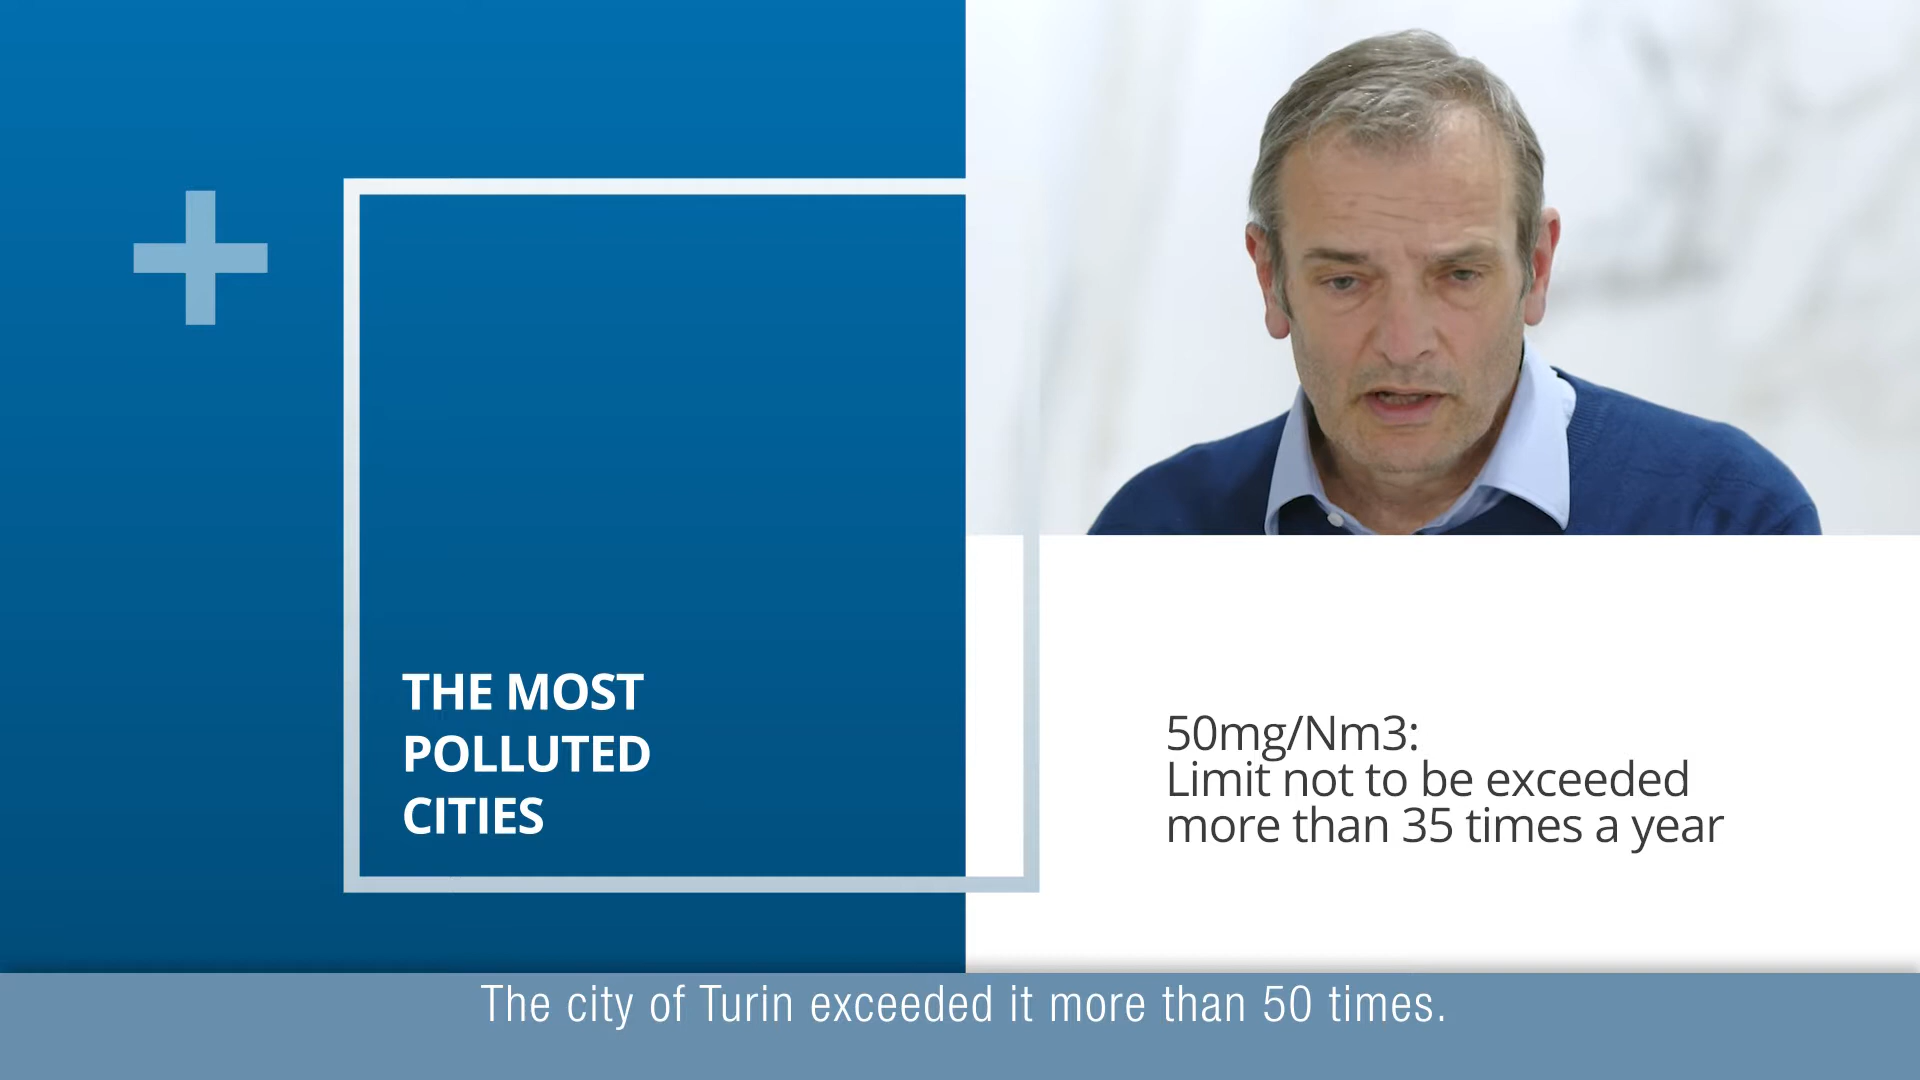 THE MOST
POLLUTED
CITIES
50mg/Nm3:
Limit not to be exceeded
more than 35 times a year
The city of Turin exceeded it more than 50 times.